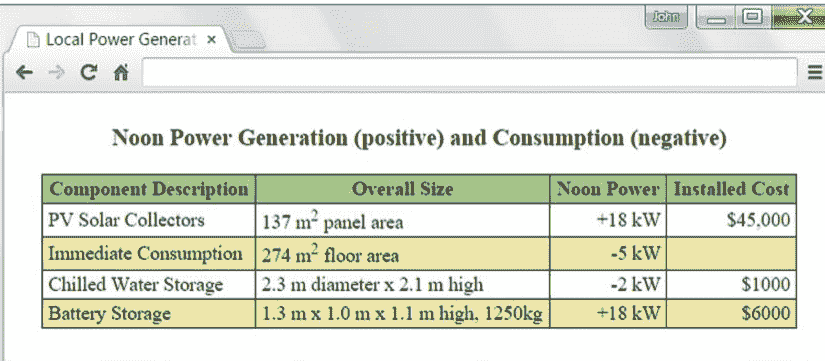 John
Local Power Generat
Noon Power Generation (positive) and Consumption (negative)
Component Description Overall Size Noon Power Installed Cost
PV Solar Collectors 137 m² panel area +18 kW $45,000
Immediate Consumption 274 m² floor area -5 kW
Chilled Water Storage 2.3 m diameter x 2.1 m high -2 kW $1000
Battery Storage 1.3 m x 1.0 m x 1.1 m high, 1250kg +18 kW $6000